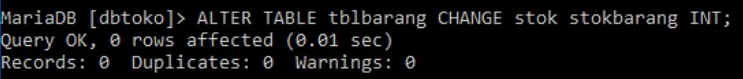 MariaDB [dbtoko]> ALTER TABLE tblbarang CHANGE stok stokbarang INT;
Query OK, 0 rows affected (0.01 sec)
Records: 0  Duplicates: 0  Warnings: 0